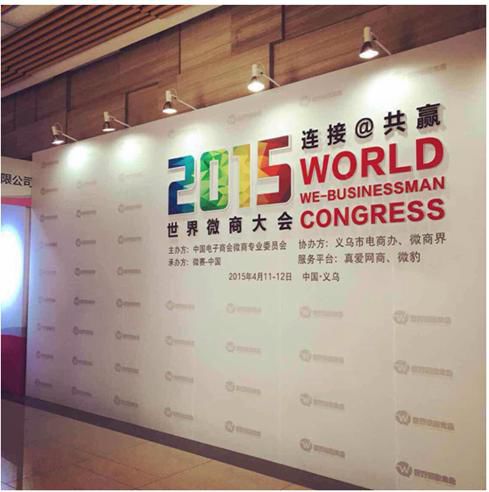 限公司
2015
连接@共赢
WORLD
WE-BUSINESSMAN
世界微商大会 CONGRESS
主办方：中国电子商会微商专业委员会 协办方：义乌市电商办、微商界
承办方：微赛-中国 服务平台：真爱网商、微豹
2015年4月11-12日 中国·义乌